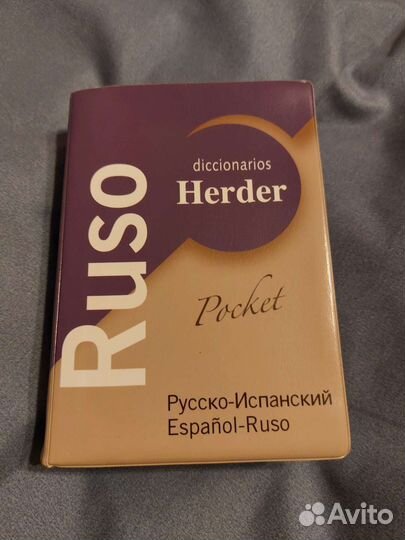 Ruso
diccionarios
Herder
Pocket
Русско-Испанский
Español-Ruso
Avito